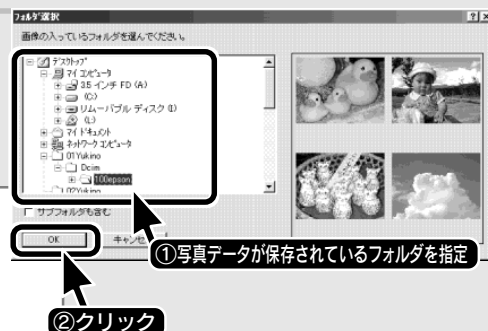 フォルダ選択
画像の入っているフォルダを選んでください。
デスクトップ
マイ コンピュータ
3.5 インチ FD (A)
(C:)
リムーバブル ディスク (I:)
(L:)
マイ ドキュメント
ネットワーク コンピュータ
01Yukino
Dcim
100epson
02Yukino
サブフォルダも含む
OK
キャンセ
①写真データが保存されているフォルダを指定
②クリック